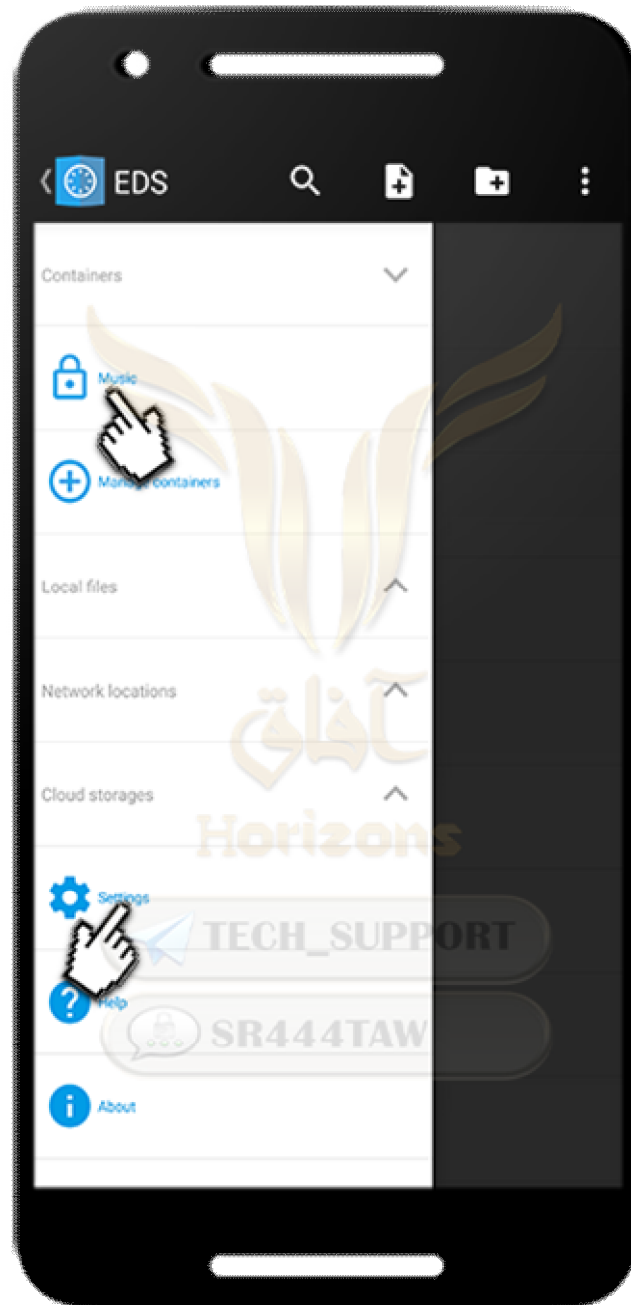 EDS
Containers
Music
Manage containers
Local files
Network locations
آفاق
Cloud storages
Horizons
Settings
TECH_SUPPORT
Help
SR444TAW
About